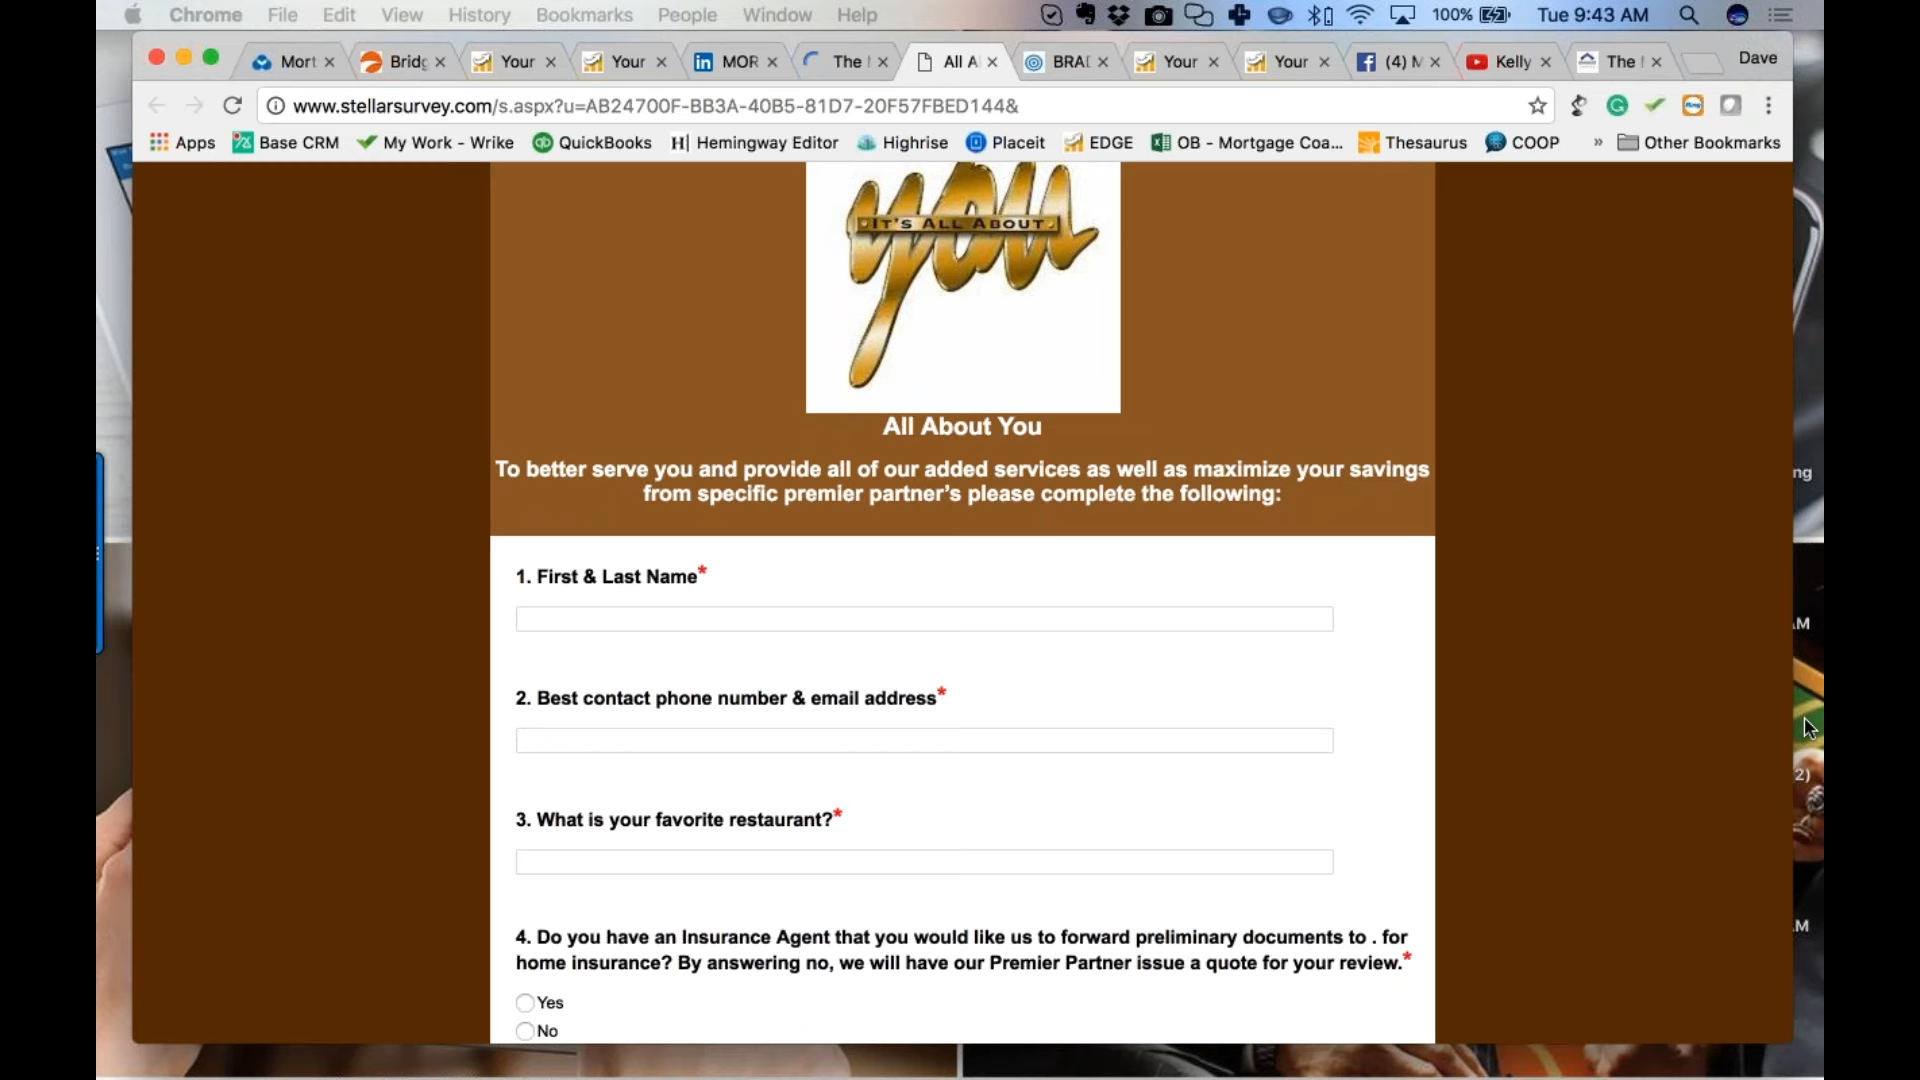 Chrome File Edit View History Bookmarks People Window Help 100% Tue 9:43 AM
Mort Bridg Your Your MOR The All A BRA Your Your (4) M Kelly The Dave
www.stellarsurvey.com/s.aspx?u=AB24700F-BB3A-40B5-81D7-20F57FBED144&
Apps Base CRM My Work - Wrike QuickBooks H| Hemingway Editor Highrise Placeit EDGE OB - Mortgage Coa... Thesaurus COOP » Other Bookmarks
you
IT'S ALL ABOUT
All About You
To better serve you and provide all of our added services as well as maximize your savings
from specific premier partner's please complete the following:
1. First & Last Name*
2. Best contact phone number & email address*
3. What is your favorite restaurant?*
4. Do you have an Insurance Agent that you would like us to forward preliminary documents to . for
home insurance? By answering no, we will have our Premier Partner issue a quote for your review.*
Yes
No
ng
AM
2)
AM